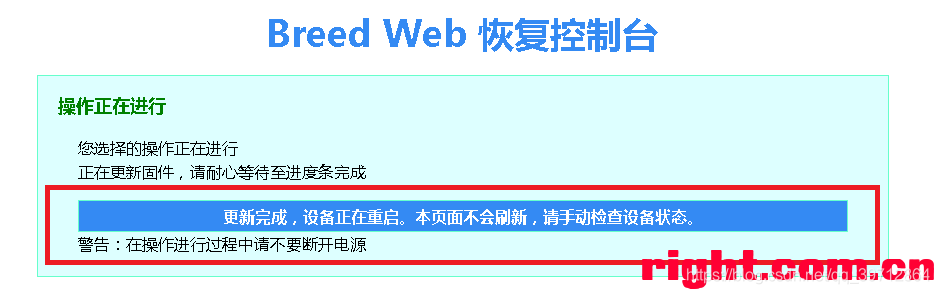 Breed Web 恢复控制台
操作正在进行
您选择的操作正在进行
正在更新固件，请耐心等待至进度条完成
更新完成，设备正在重启。本页面不会刷新，请手动检查设备状态。
警告：在操作进行过程中请不要断开电源
right.com.cn
https://blog.csdn.net/qq_39712864